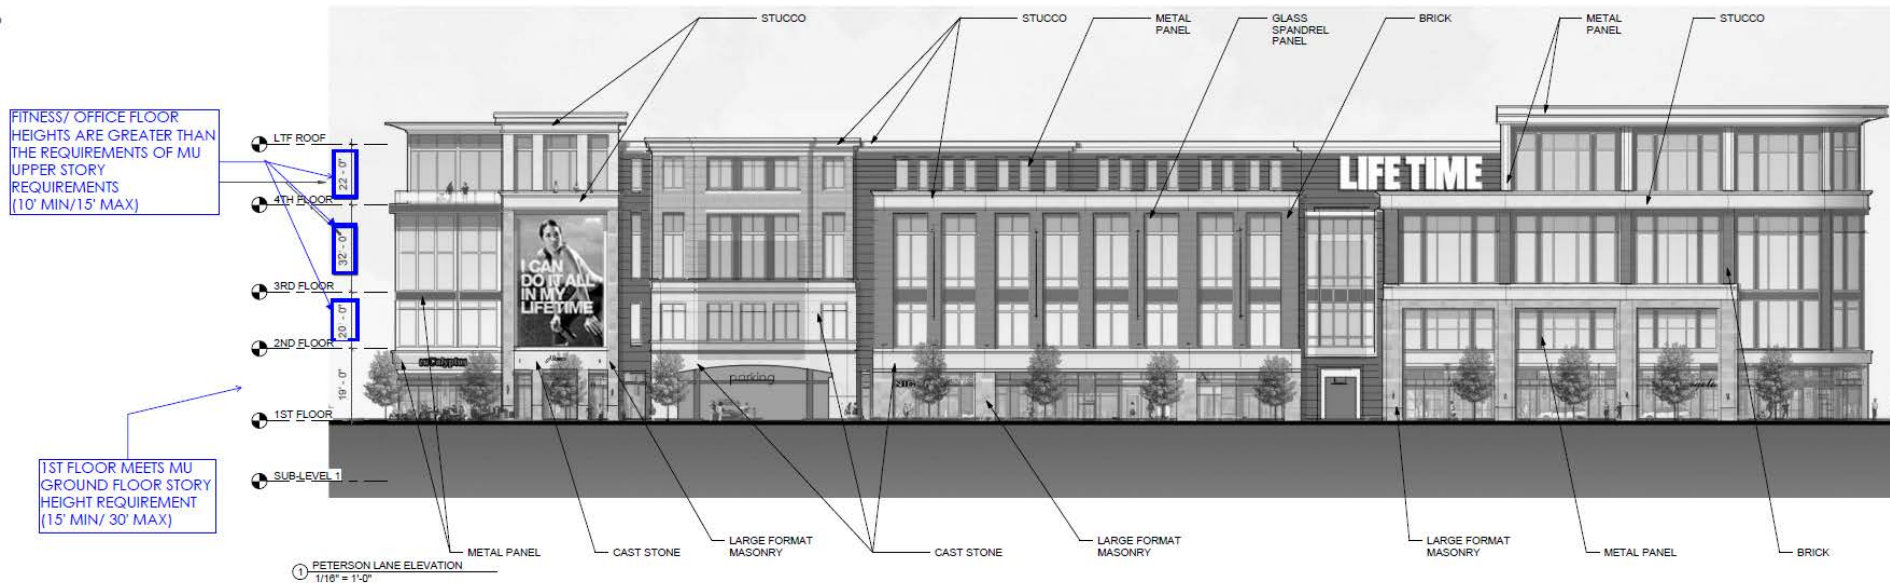 STUCCO
STUCCO
METAL
PANEL
GLASS
SPANDREL
PANEL
BRICK
METAL
PANEL
STUCCO
FITNESS/ OFFICE FLOOR
HEIGHTS ARE GREATER THAN
THE REQUIREMENTS OF MU
UPPER STORY
REQUIREMENTS
(10' MIN/15' MAX)
LTF ROOF
22' - 0"
4TH FLOOR
32' - 0"
3RD FLOOR
20' - 0"
2ND FLOOR
19' - 0"
1ST FLOOR
SUB-LEVEL 1
LIFE TIME
I CAN
DO IT ALL
IN MY
LIFETIME
parking
1ST FLOOR MEETS MU
GROUND FLOOR STORY
HEIGHT REQUIREMENT
(15' MIN/ 30' MAX)
METAL PANEL
CAST STONE
LARGE FORMAT
MASONRY
CAST STONE
LARGE FORMAT
MASONRY
LARGE FORMAT
MASONRY
METAL PANEL
BRICK
1 PETERSON LANE ELEVATION
1/16" = 1'-0"